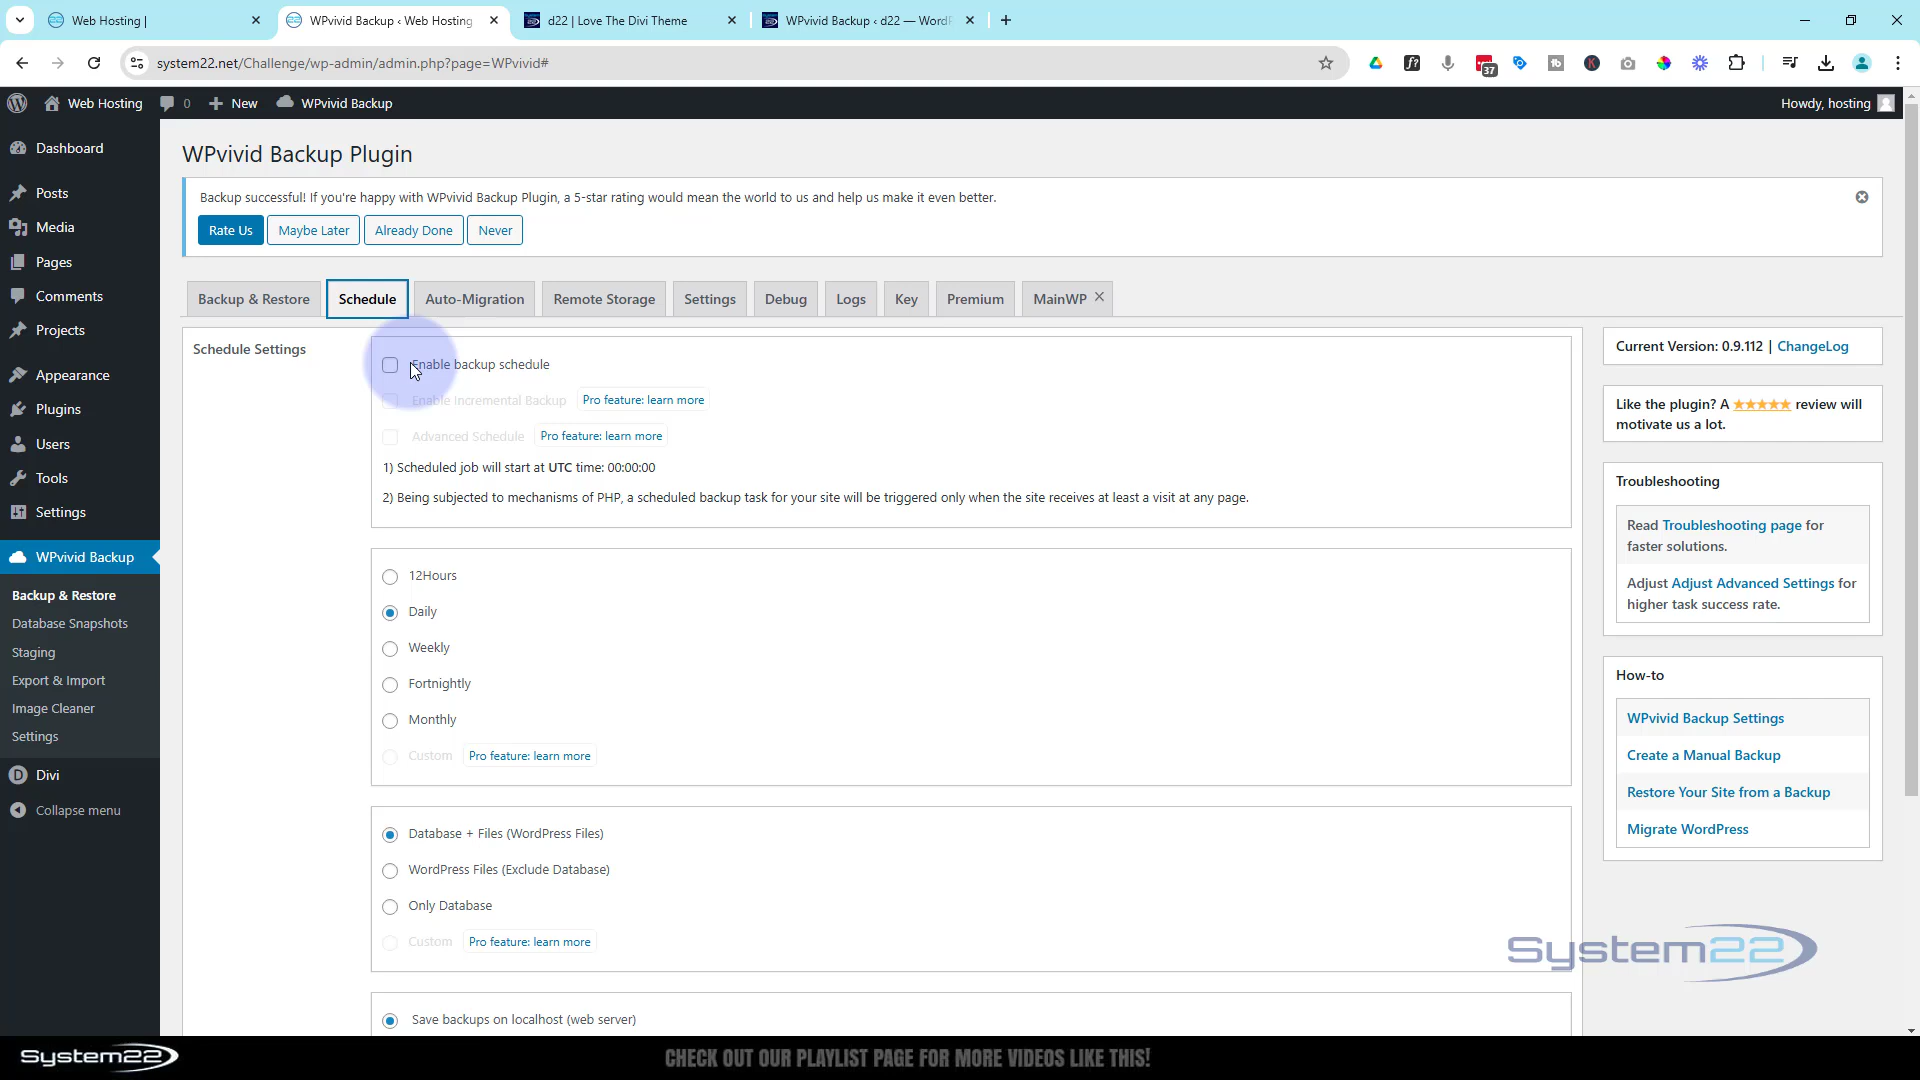 Web Hosting |
WPvivid Backup ‹ Web Hosting
d22 | Love The Divi Theme
WPvivid Backup ‹ d22 — Word
system22.net/Challenge/wp-admin/admin.php?page=WPvivid#
37
Web Hosting
0
New
WPvivid Backup
Howdy, hosting
Dashboard
Posts
Media
Pages
Comments
Projects
Appearance
Plugins
Users
Tools
Settings
WPvivid Backup
Backup & Restore
Database Snapshots
Staging
Export & Import
Image Cleaner
Settings
Divi
Collapse menu
WPvivid Backup Plugin
Backup successful! If you're happy with WPvivid Backup Plugin, a 5-star rating would mean the world to us and help us make it even better.
Rate Us
Maybe Later
Already Done
Never
Backup & Restore
Schedule
Auto-Migration
Remote Storage
Settings
Debug
Logs
Key
Premium
MainWP
Schedule Settings
Enable backup schedule
Enable Incremental Backup
Pro feature: learn more
Advanced Schedule
Pro feature: learn more
1) Scheduled job will start at UTC time: 00:00:00
2) Being subjected to mechanisms of PHP, a scheduled backup task for your site will be triggered only when the site receives at least a visit at any page.
12Hours
Daily
Weekly
Fortnightly
Monthly
Custom
Pro feature: learn more
Database + Files (WordPress Files)
WordPress Files (Exclude Database)
Only Database
Custom
Pro feature: learn more
Save backups on localhost (web server)
Current Version: 0.9.112 | ChangeLog
Like the plugin? A ★★★★★ review will
motivate us a lot.
Troubleshooting
Read Troubleshooting page for
faster solutions.
Adjust Adjust Advanced Settings for
higher task success rate.
How-to
WPvivid Backup Settings
Create a Manual Backup
Restore Your Site from a Backup
Migrate WordPress
System22
System22
CHECK OUT OUR PLAYLIST PAGE FOR MORE VIDEOS LIKE THIS!